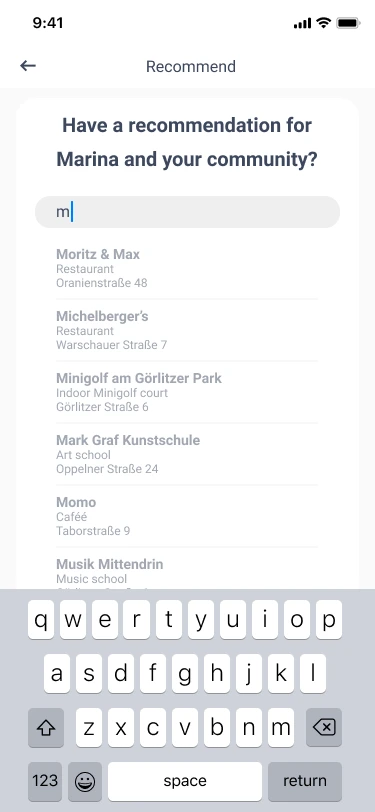 9:41
Recommend
Have a recommendation for
Marina and your community?
m
Moritz & Max
Restaurant
Oranienstraße 48
Michelberger's
Restaurant
Warschauer Straße 7
Minigolf am Görlitzer Park
Indoor Minigolf court
Görlitzer Straße 6
Mark Graf Kunstschule
Art school
Oppelner Straße 24
Momo
Caféé
Taborstraße 9
Musik Mittendrin
Music school
q w e r t y u i o p
a s d f g h j k l
z x c v b n m
123 space return